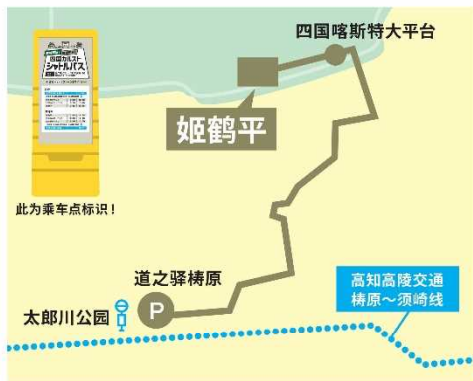 四国喀斯特大平台
四国カルスト
シャトルバス
姬鹤平
此为乘车点标识！
道之驿梼原
P
太郎川公园
高知高陵交通
梼原～须崎线